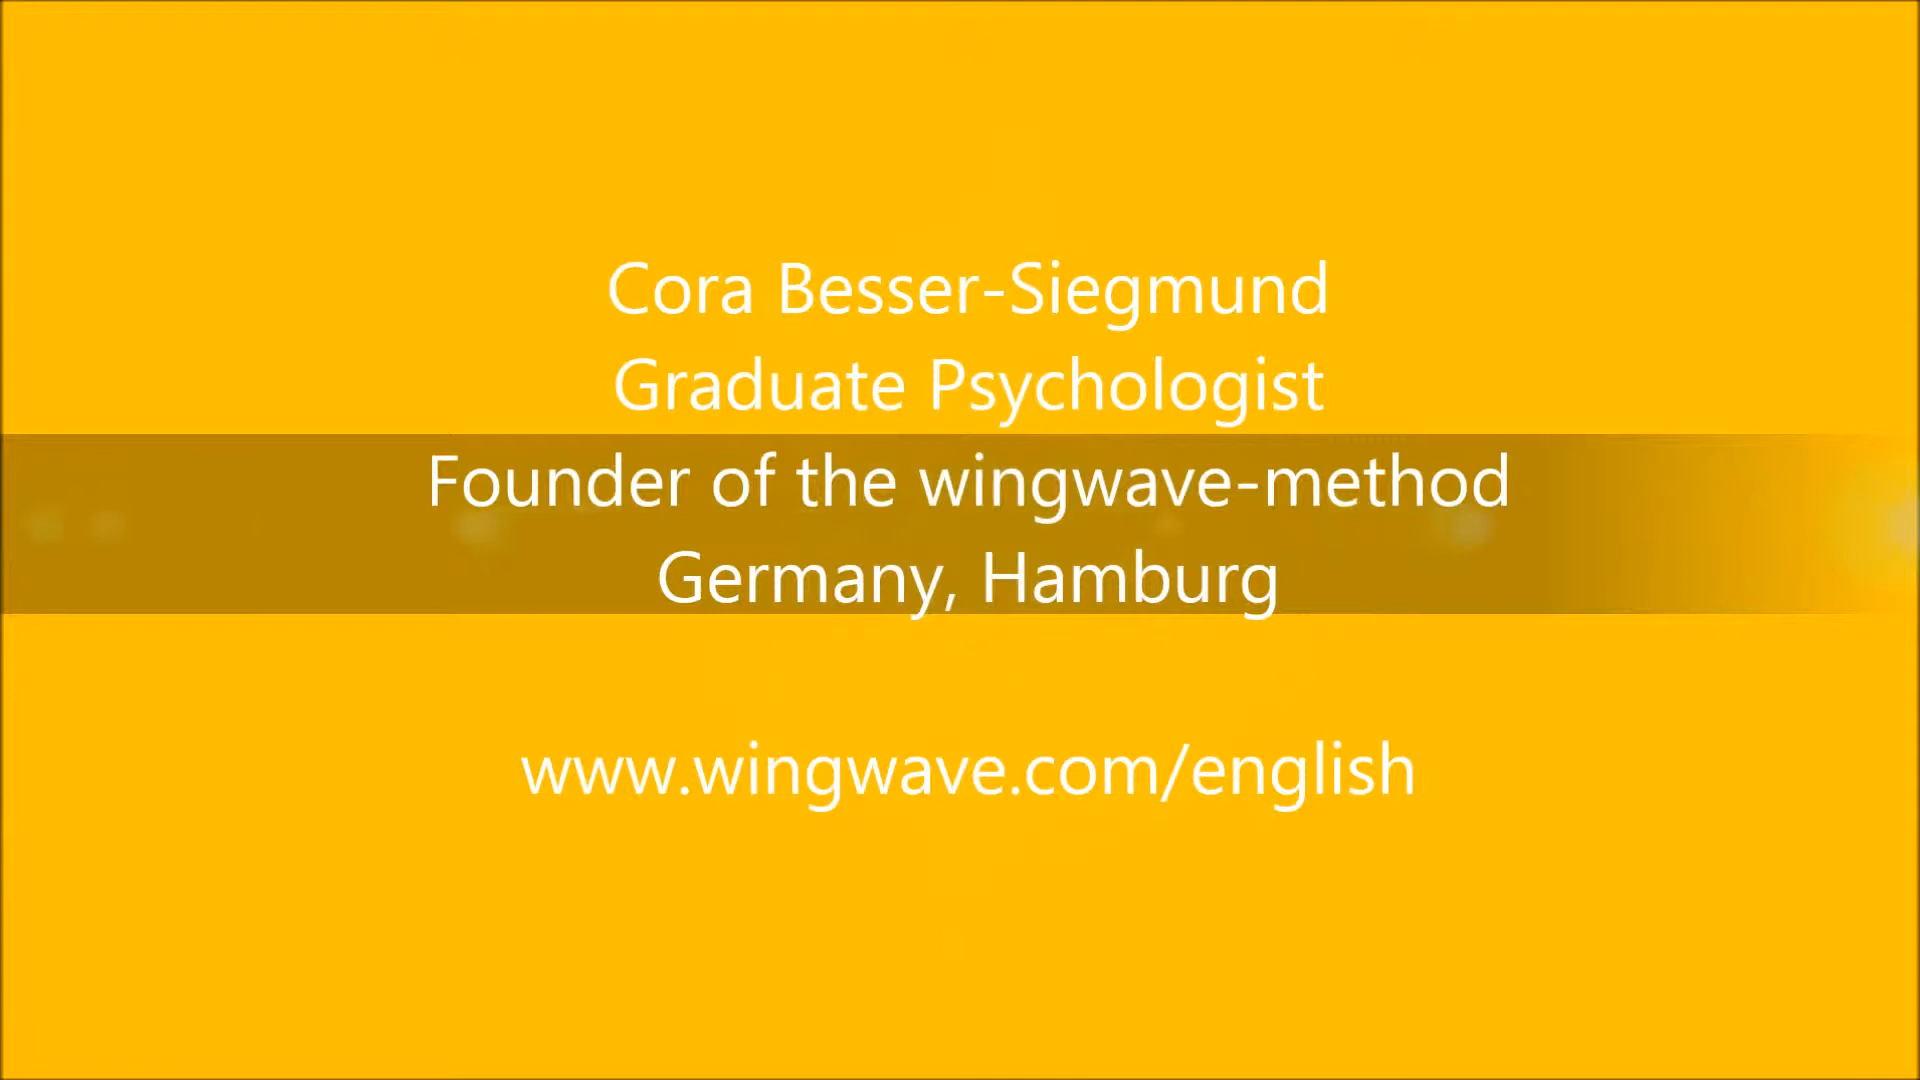 Cora Besser-Siegmund
Graduate Psychologist
Founder of the wingwave-method
Germany, Hamburg
www.wingwave.com/english